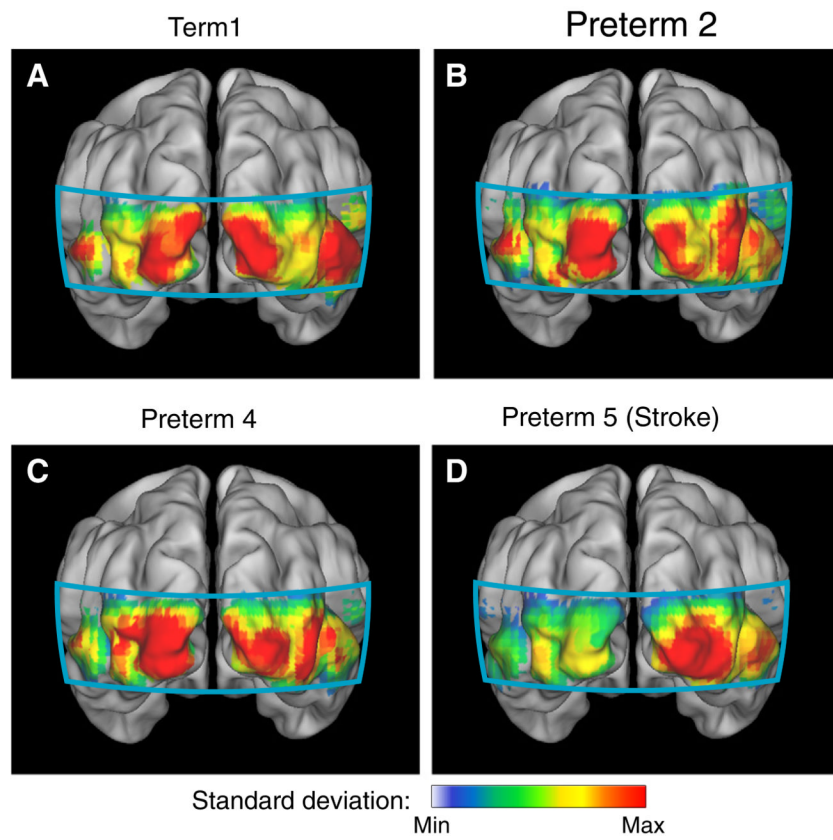 Term1
Preterm 2
A
B
Preterm 4
Preterm 5 (Stroke)
C
D
Standard deviation:
Min
Max